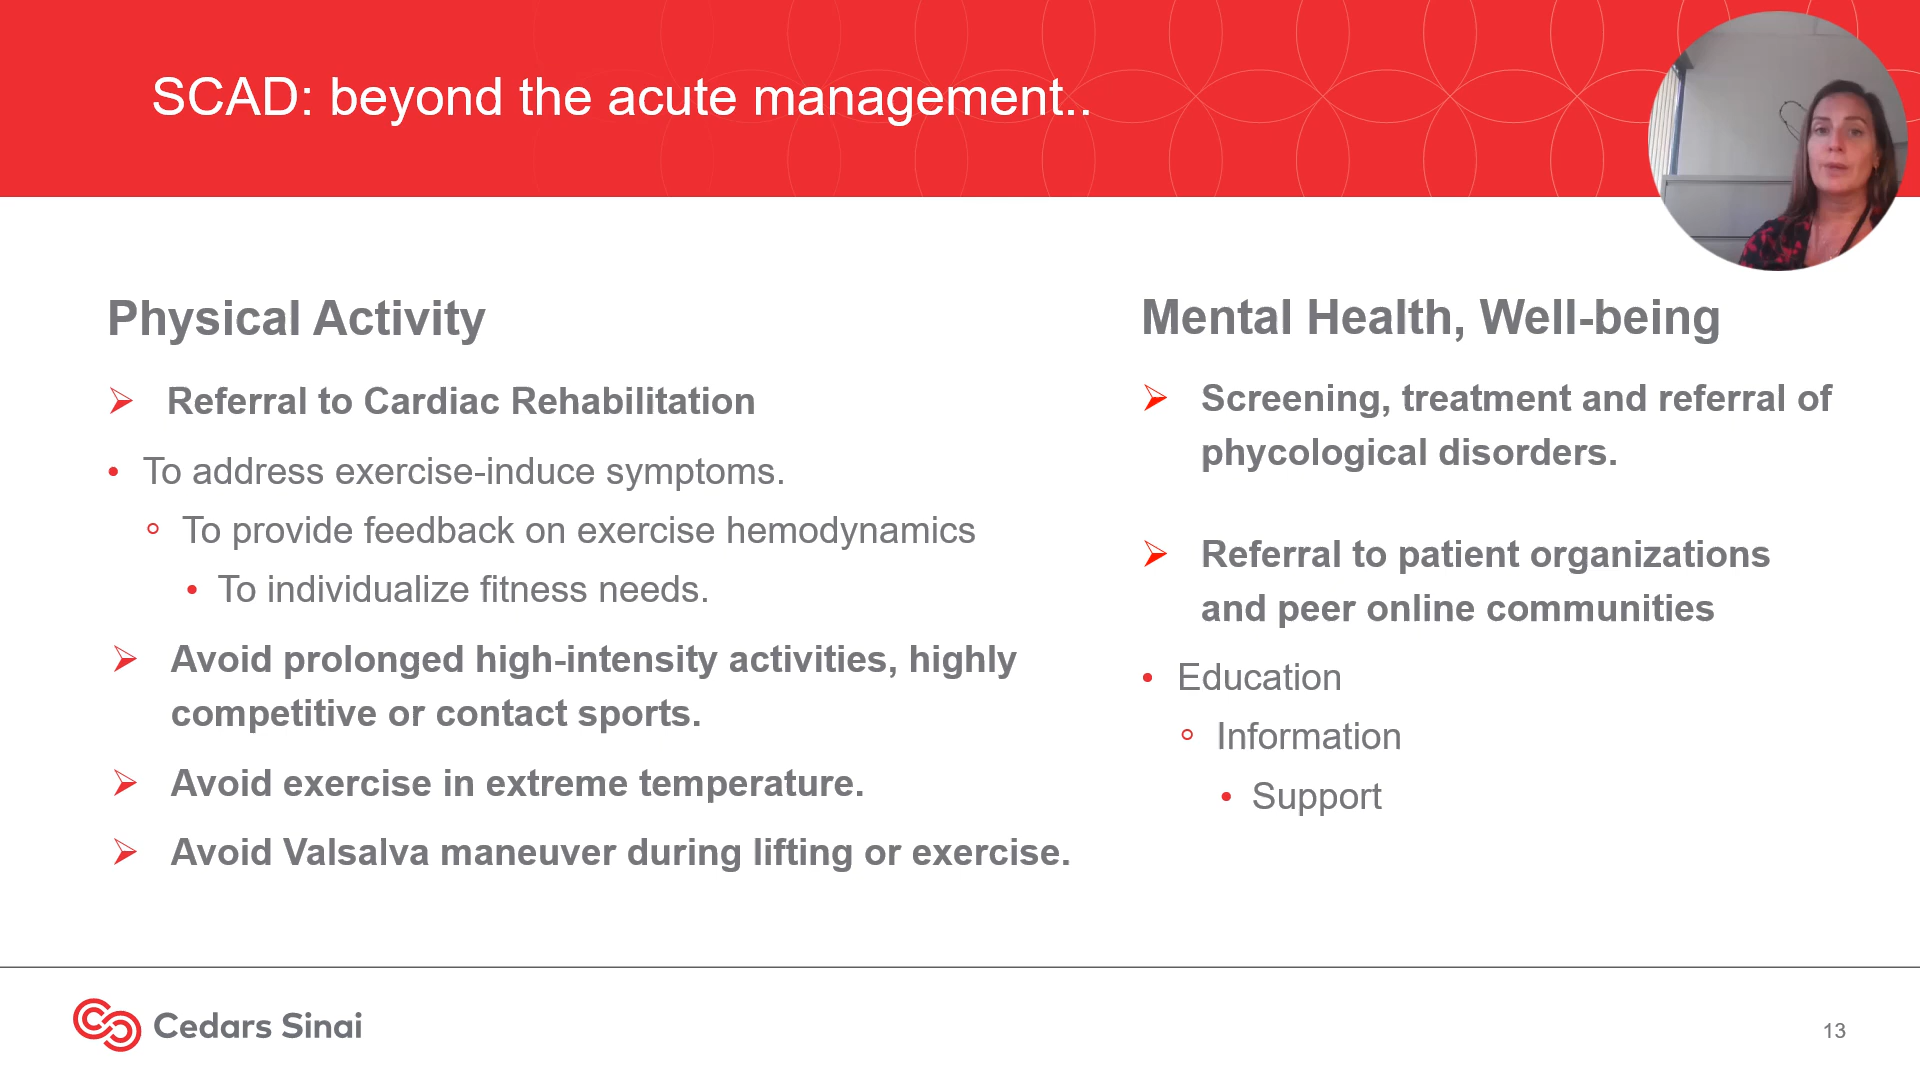 SCAD: beyond the acute management..
Physical Activity
Referral to Cardiac Rehabilitation
To address exercise-induce symptoms.
To provide feedback on exercise hemodynamics
To individualize fitness needs.
Avoid prolonged high-intensity activities, highly
competitive or contact sports.
Avoid exercise in extreme temperature.
Avoid Valsalva maneuver during lifting or exercise.
Mental Health, Well-being
Screening, treatment and referral of
phycological disorders.
Referral to patient organizations
and peer online communities
Education
Information
Support
Cedars Sinai
13